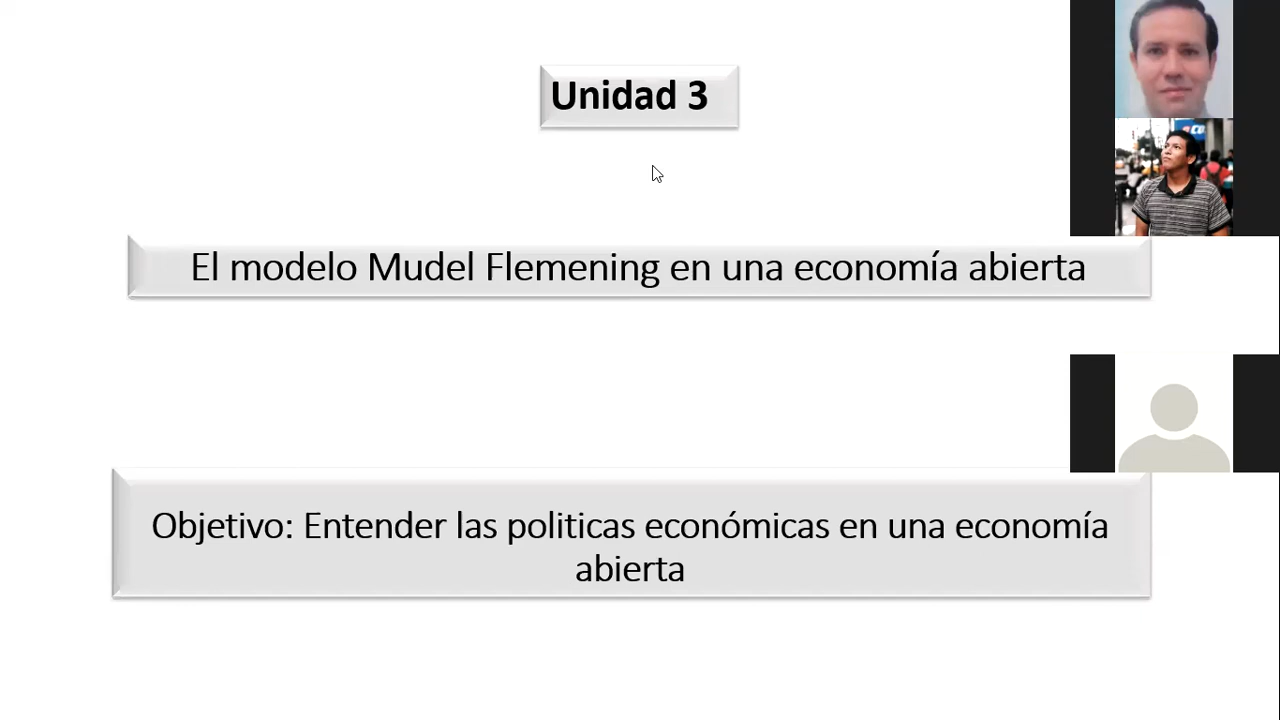 Unidad 3
El modelo Mudel Flemening en una economía abierta
Objetivo: Entender las politicas económicas en una economía
abierta